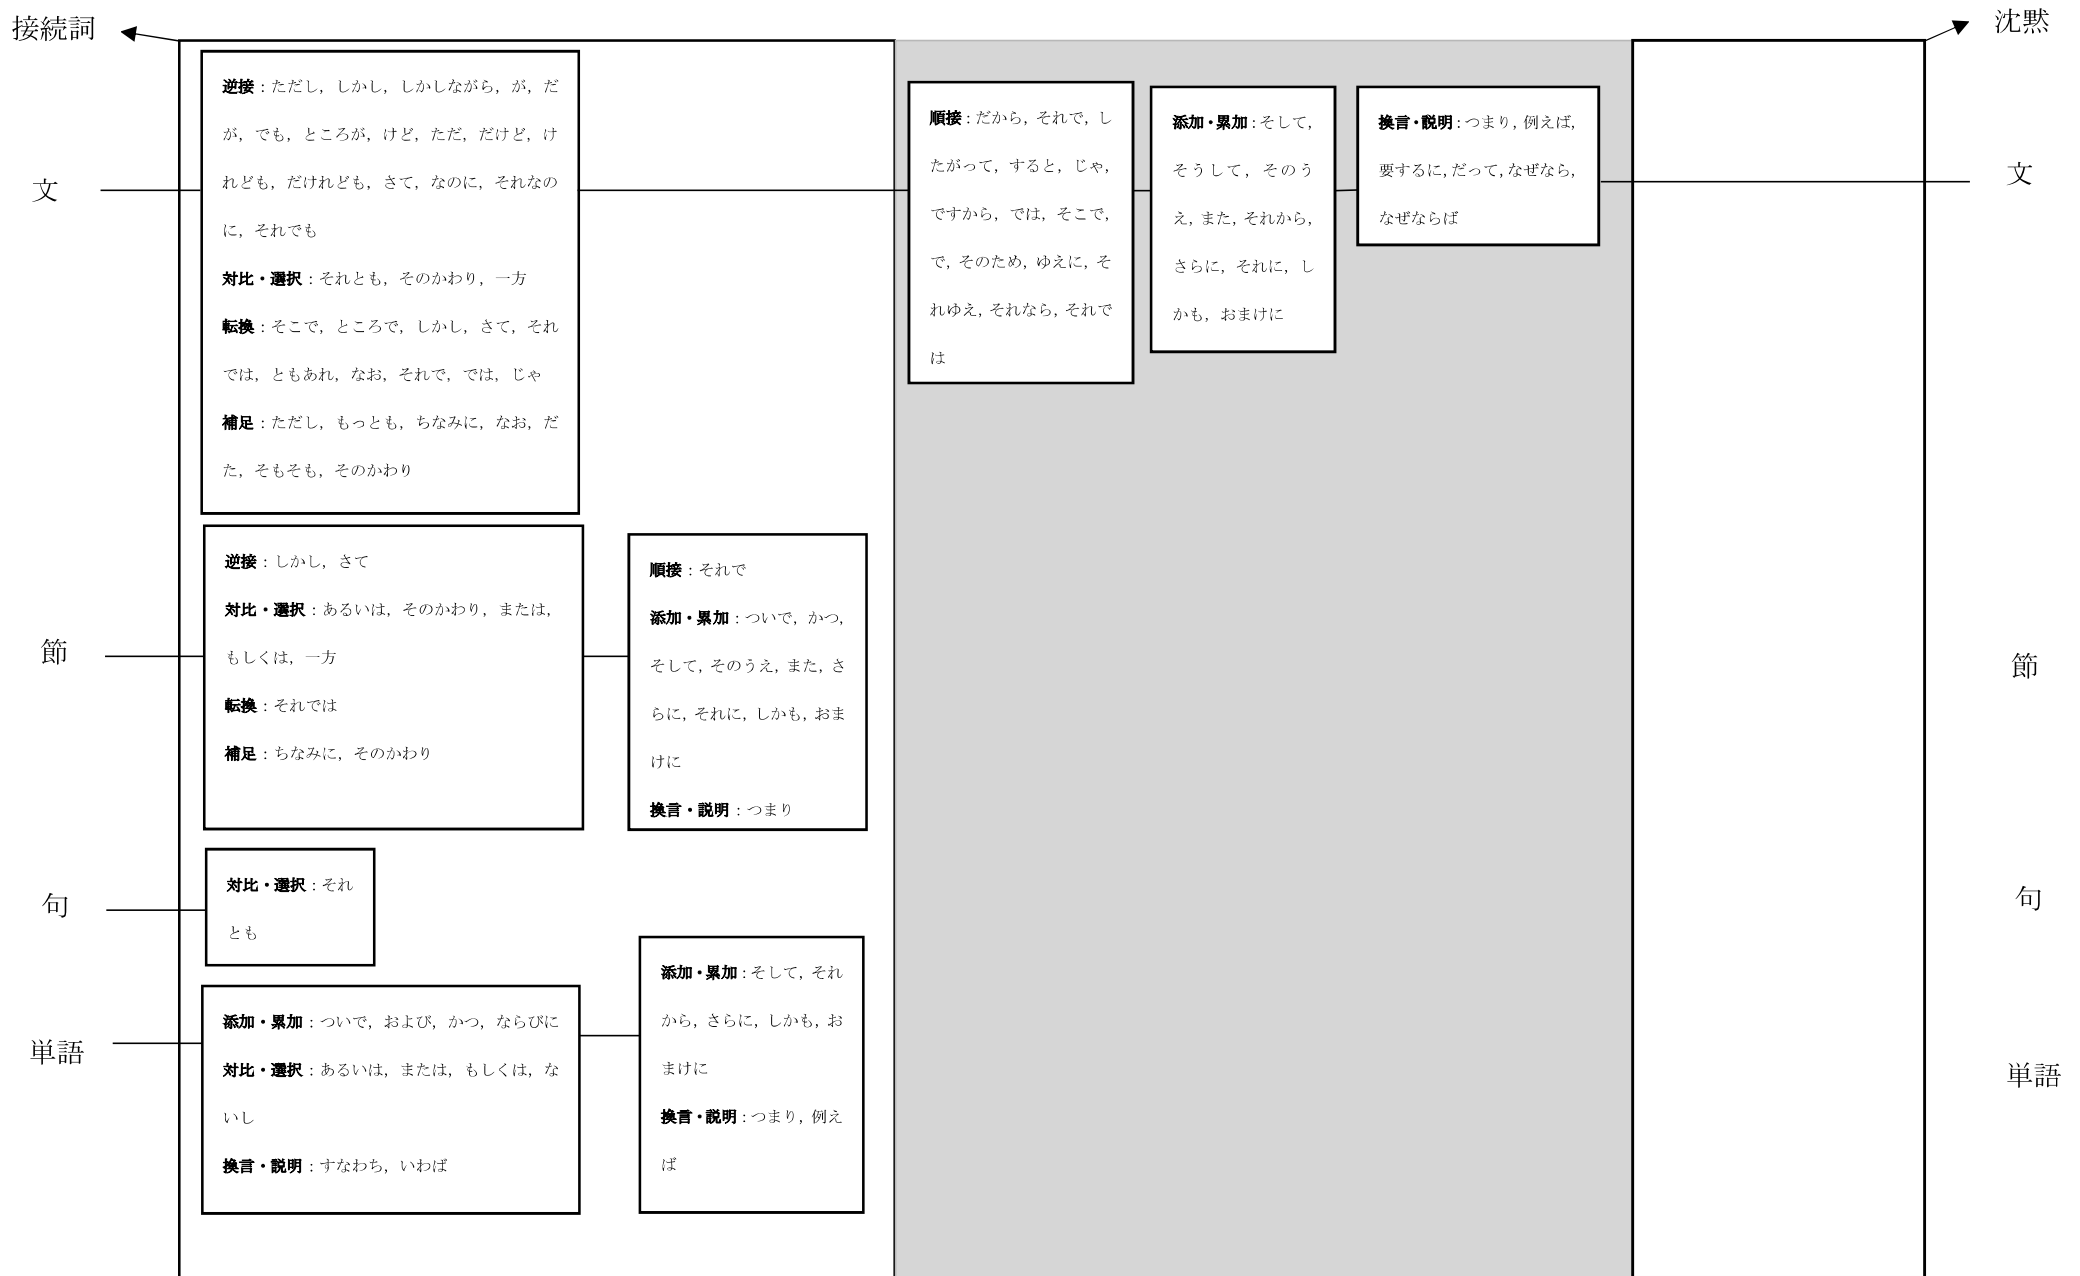 接続詞
沈黙
文
逆接：ただし，しかし，しかしながら，が，だ
が，でも，ところが，けど，ただ，だけど，け
れども，だけれども，さて，なのに，それなの
に，それでも
対比・選択：それとも，そのかわり，一方
転換：そこで，ところで，しかし，さて，それ
では，ともあれ，なお，それで，では，じゃ
補足：ただし，もっとも，ちなみに，なお，だ
た，そもそも，そのかわり
順接：だから，それで，し
たがって，すると，じゃ，
ですから，では，そこで，
で，そのため，ゆえに，そ
れゆえ，それなら，それで
は
添加・累加：そして，
そうして，そのう
え，また，それから，
さらに，それに，し
かも，おまけに
換言・説明：つまり，例えば，
要するに，だって，なぜなら，
なぜならば
文
節
逆接：しかし，さて
対比・選択：あるいは，そのかわり，または，
もしくは，一方
転換：それでは
補足：ちなみに，そのかわり
順接：それで
添加・累加：ついで，かつ，
そして，そのうえ，また，さ
らに，それに，しかも，おま
けに
換言・説明：つまり
節
句
対比・選択：それ
とも
句
単語
添加・累加：ついで，および，かつ，ならびに
対比・選択：あるいは，または，もしくは，な
いし
換言・説明：すなわち，いわば
添加・累加：そして，それ
から，さらに，しかも，お
まけに
換言・説明：つまり，例え
ば
単語